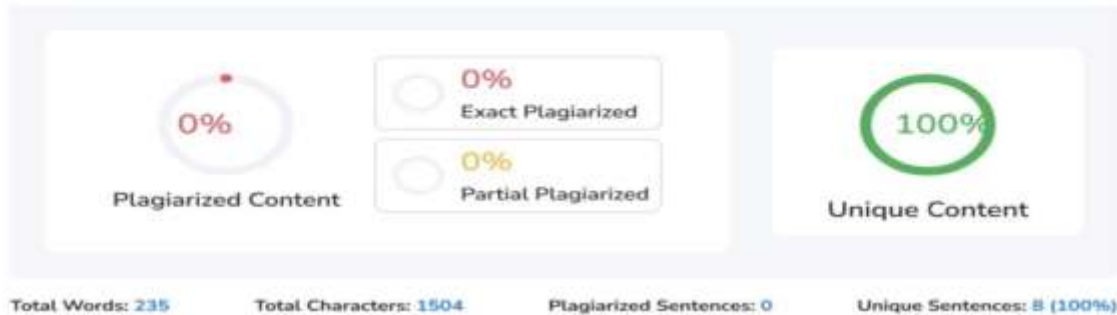 0%
Plagiarized Content
0%
Exact Plagiarized
0%
Partial Plagiarized
100%
Unique Content
Total Words: 235
Total Characters: 1504
Plagiarized Sentences: 0
Unique Sentences: 8 (100%)